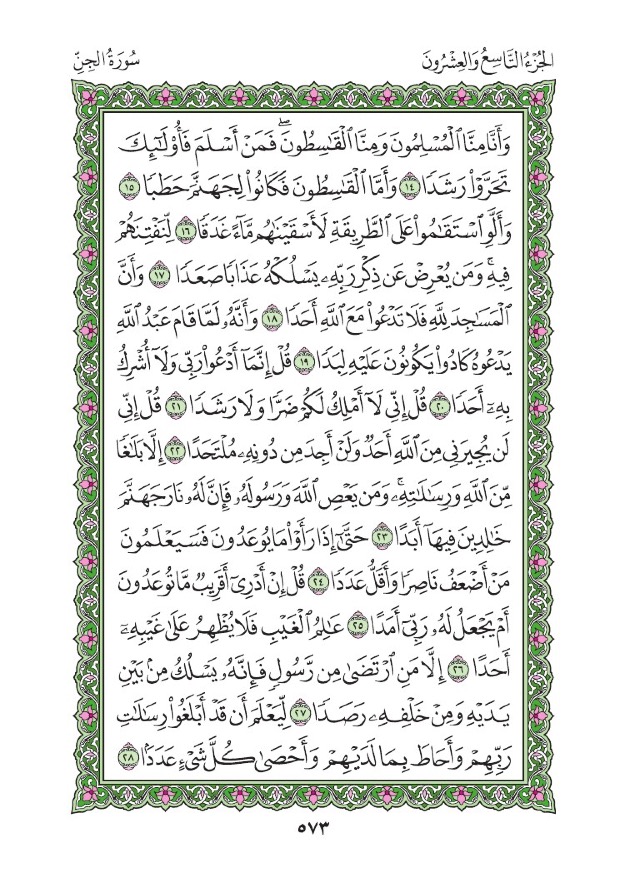 الجُزْءُ التَّاسِعُ وَالعِشْرُونَ
سُورَةُ الجِنِّ
وَأَنَّا مِنَّا ٱلْمُسْلِمُونَ وَمِنَّا ٱلْقَٰسِطُونَۖ فَمَنْ أَسْلَمَ فَأُو۟لَٰٓئِكَ
تَحَرَّوْا۟ رَشَدًا ١٤ وَأَمَّا ٱلْقَٰسِطُونَ فَكَانُوا۟ لِجَهَنَّمَ حَطَبًا ١٥
وَأَلَّوِ ٱسْتَقَٰمُوا۟ عَلَى ٱلطَّرِيقَةِ لَأَسْقَيْنَٰهُم مَّآءً غَدَقًا ١٦ لِّنَفْتِنَهُمْ
فِيهِۚ وَمَن يُعْرِضْ عَن ذِكْرِ رَبِّهِۦ يَسْلُكْهُ عَذَابًا صَعَدًا ١٧ وَأَنَّ
ٱلْمَسَٰجِدَ لِلَّهِ فَلَا تَدْعُوا۟ مَعَ ٱللَّهِ أَحَدًا ١٨ وَأَنَّهُۥ لَمَّا قَامَ عَبْدُ ٱللَّهِ
يَدْعُوهُ كَادُوا۟ يَكُونُونَ عَلَيْهِ لِبَدًا ١٩ قُلْ إِنَّمَآ أَدْعُوا۟ رَبِّى وَلَآ أُشْرِكُ
بِهِۦٓ أَحَدًا ٢٠ قُلْ إِنِّى لَآ أَمْلِكُ لَكُمْ ضَرًّا وَلَا رَشَدًا ٢١ قُلْ إِنِّى
لَن يُجِيرَنِى مِنَ ٱللَّهِ أَحَدٌ وَلَنْ أَجِدَ مِن دُونِهِۦ مُلْتَحَدًا ٢٢ إِلَّا بَلَٰغًا
مِّنَ ٱللَّهِ وَرِسَٰلَٰتِهِۦۚ وَمَن يَعْصِ ٱللَّهَ وَرَسُولَهُۥ فَإِنَّ لَهُۥ نَارَ جَهَنَّمَ
خَٰلِدِينَ فِيهَآ أَبَدًا ٢٣ حَتَّىٰٓ إِذَا رَأَوْا۟ مَا يُوعَدُونَ فَسَيَعْلَمُونَ
مَنْ أَضْعَفُ نَاصِرًا وَأَقَلُّ عَدَدًا ٢٤ قُلْ إِنْ أَدْرِىٓ أَقَرِيبٌ مَّا تُوعَدُونَ
أَمْ يَجْعَلُ لَهُۥ رَبِّىٓ أَمَدًا ٢٥ عَٰلِمُ ٱلْغَيْبِ فَلَا يُظْهِرُ عَلَىٰ غَيْبِهِۦٓ
أَحَدًا ٢٦ إِلَّا مَنِ ٱرْتَضَىٰ مِن رَّسُولٍ فَإِنَّهُۥ يَسْلُكُ مِنۢ بَيْنِ
يَدَيْهِ وَمِنْ خَلْفِهِۦ رَصَدًا ٢٧ لِّيَعْلَمَ أَن قَدْ أَبْلَغُوا۟ رِسَٰلَٰتِ
رَبِّهِمْ وَأَحَاطَ بِمَا لَدَيْهِمْ وَأَحْصَىٰ كُلَّ شَىْءٍ عَدَدًۢا ٢٨
٥٧٣